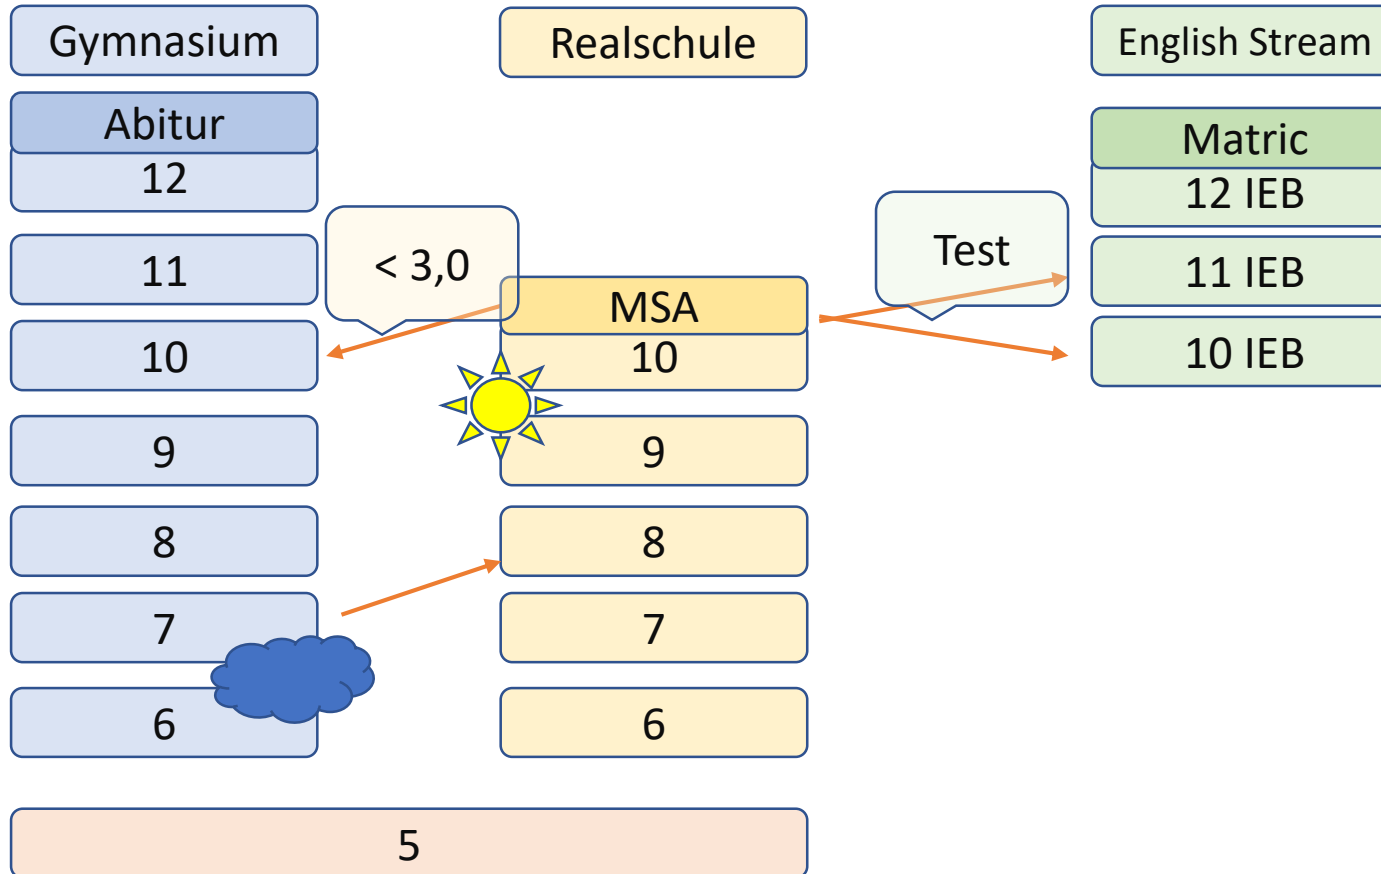 Gymnasium
Realschule
English Stream
Abitur
12
11
10
9
8
7
6
< 3,0
MSA
10
9
8
7
6
Test
Matric
12 IEB
11 IEB
10 IEB
5